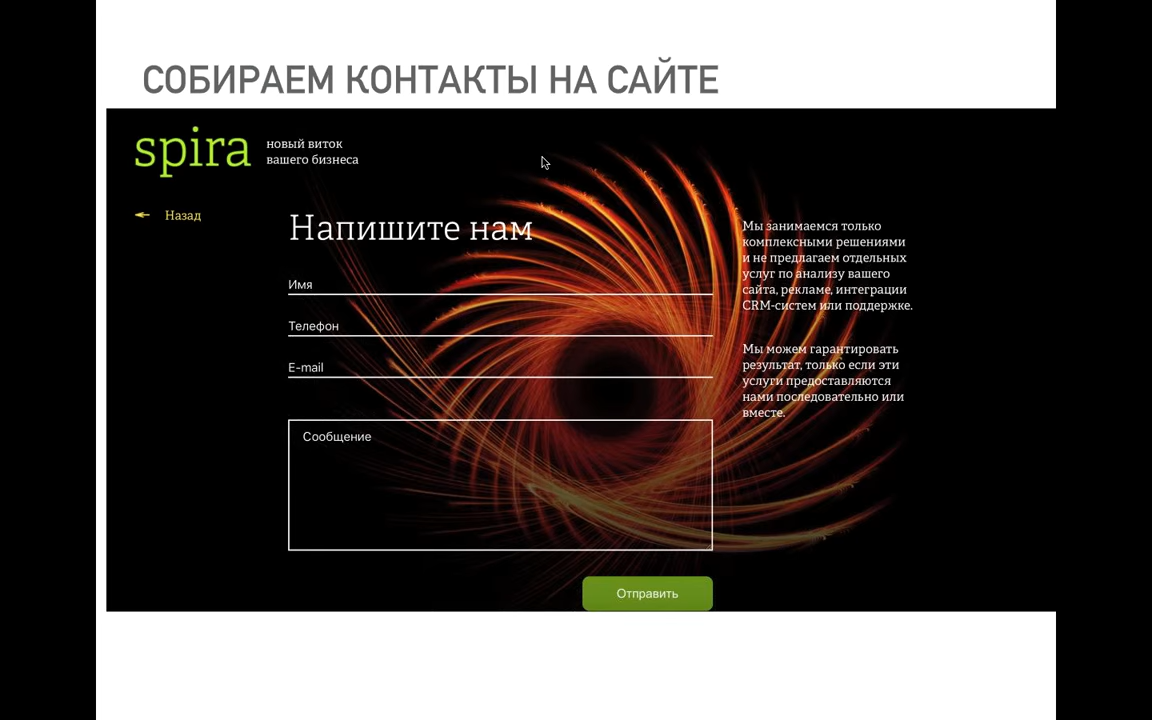 СОБИРАЕМ КОНТАКТЫ НА САЙТЕ
spira
новый виток
вашего бизнеса
Назад
Напишите нам
Имя
Телефон
E-mail
Сообщение
Отправить
Мы занимаемся только
комплексными решениями
и не предлагаем отдельных
услуг по анализу вашего
сайта, рекламе, интеграции
CRM-систем или поддержке.
Мы можем гарантировать
результат, только если эти
услуги предоставляются
нами последовательно или
вместе.